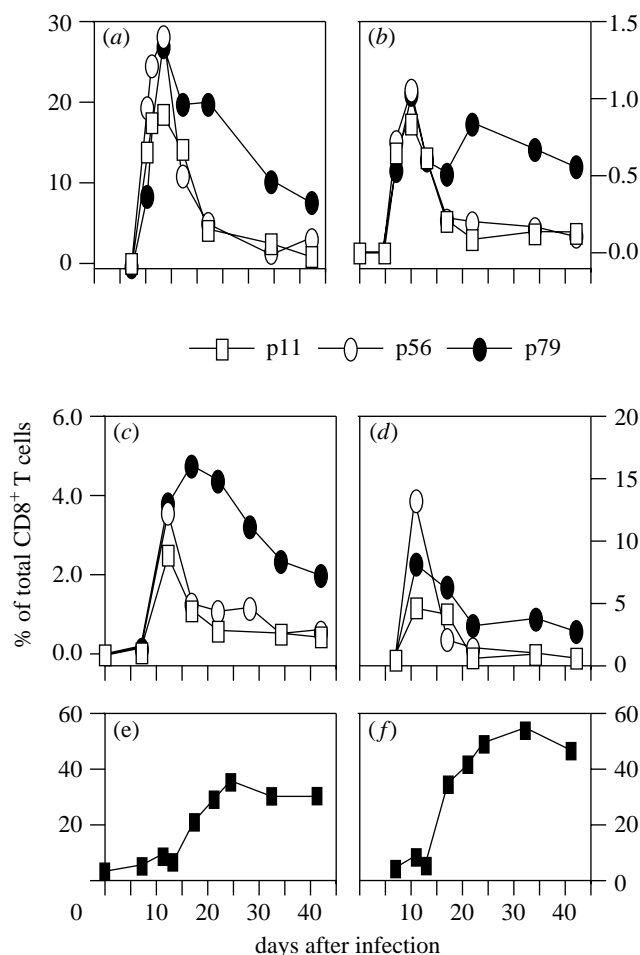 30 (a) (b) 1.5
20 1.0
10 0.5
0 0.0
p11 p56 p79
6.0 (c) (d) 20
4.0 15
10
2.0 5
0.0 0
% of total CD8+ T cells
60 (e) (f) 60
40 40
20 20
0 10 20 30 40 10 20 30 40 0
days after infection